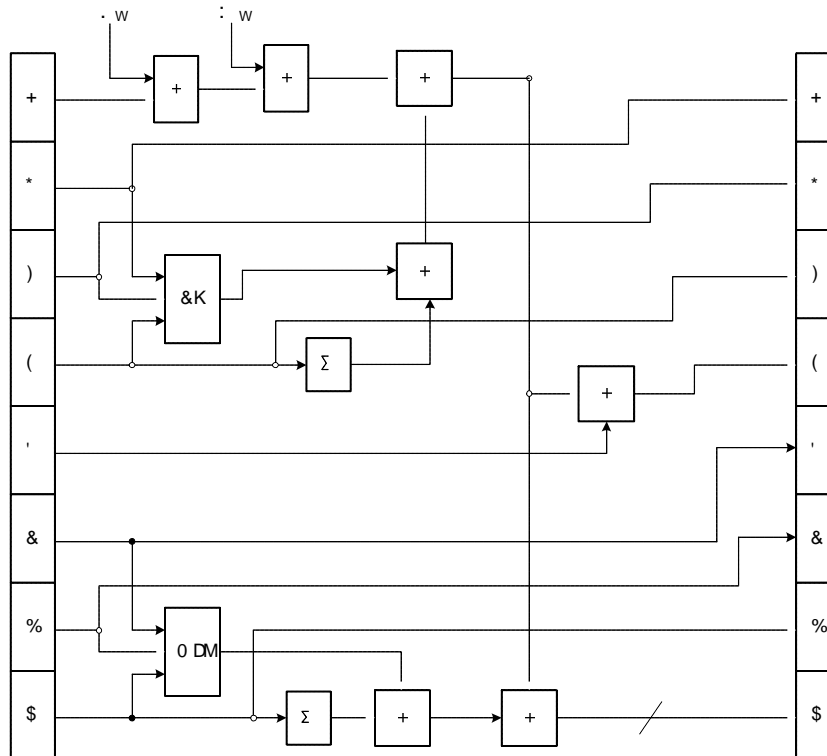 . w : w
+ + + + +
* *
) &K + )
( Σ + (
' '
& &
% 0 DM %
$ Σ + + $